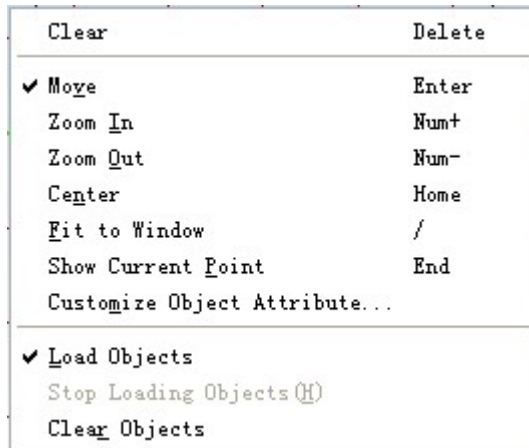 Clear Delete
Move Enter
Zoom In Num+
Zoom Out Num-
Center Home
Fit to Window /
Show Current Point End
Customize Object Attribute...
Load Objects
Stop Loading Objects(H)
Clear Objects